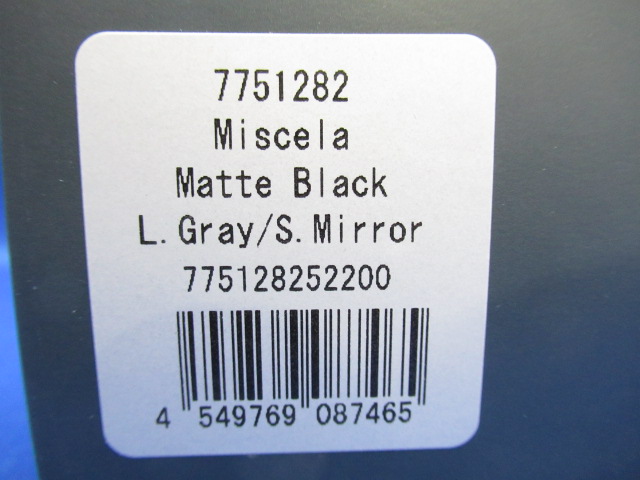 7751282
Miscela
Matte Black
L.Gray/S.Mirror
775128252200
4 549769 087465